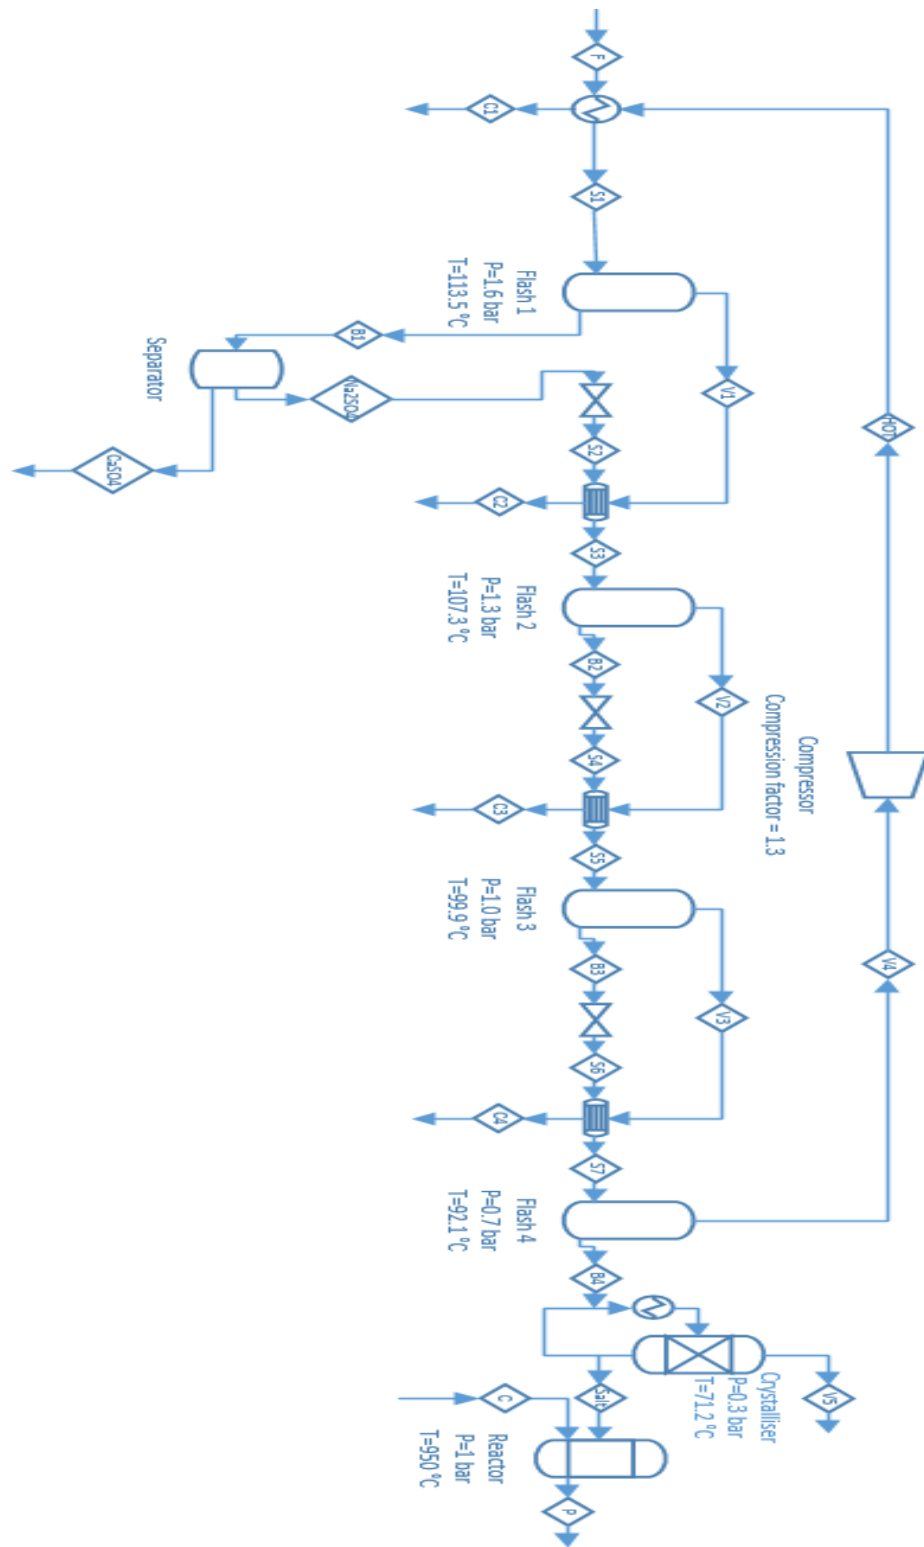 F
C1
S1
Flash 1
P=1.6 bar
T=113.5 °C
B1
V1
Separator
Na2SO4
CaSO4
HOT
S2
C2
S3
Flash 2
P=1.3 bar
T=107.3 °C
B2
V2
Compressor
Compression factor = 1.3
S4
C3
S5
Flash 3
P=1.0 bar
T=99.9 °C
B3
V3
V4
S6
C4
S7
Flash 4
P=0.7 bar
T=92.1 °C
B4
Crystalliser
P=0.3 bar
T=71.2 °C
V5
Salt
C
Reactor
P=1 bar
T=950 °C
P